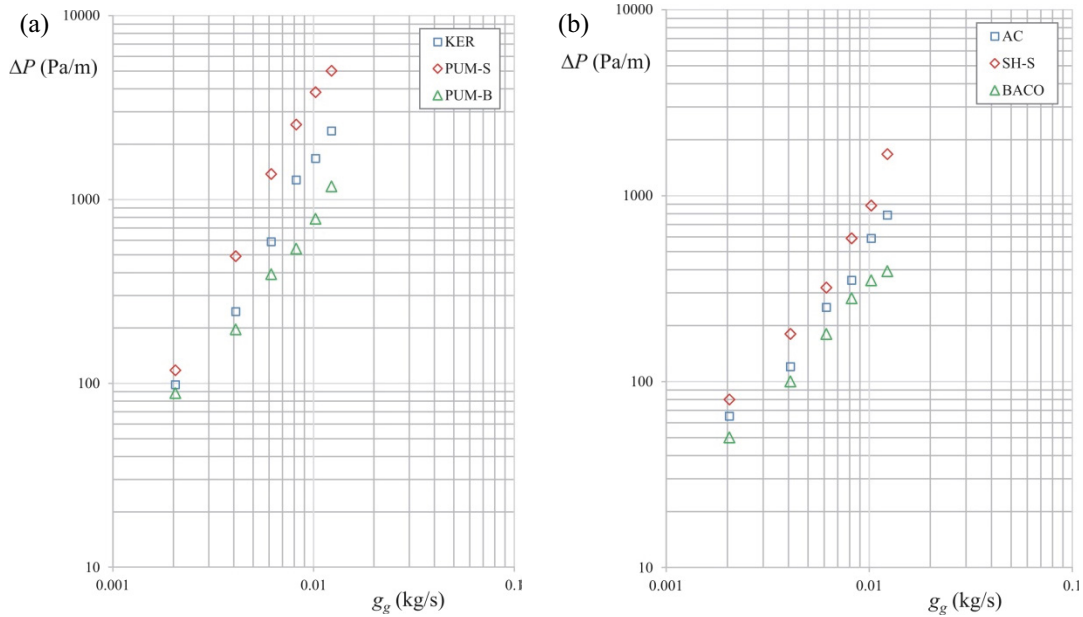 (a)
10000
ΔP (Pa/m)
1000
100
10
0.001
0.01
0.1
g_g (kg/s)
KER
PUM-S
PUM-B
(b)
10000
ΔP (Pa/m)
1000
100
10
0.001
0.01
0.1
g_g (kg/s)
AC
SH-S
BACO